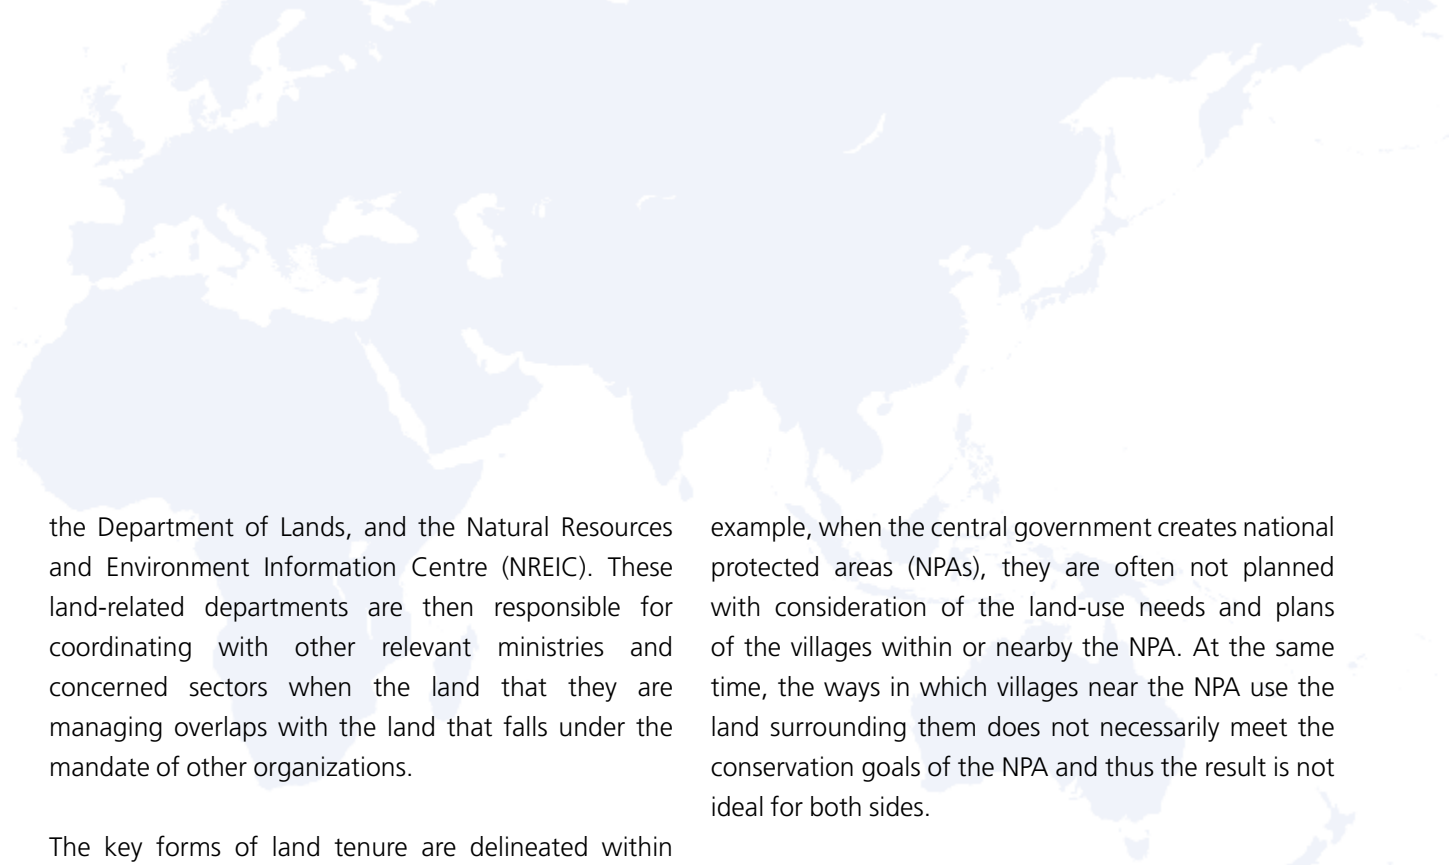 the Department of Lands, and the Natural Resources
and Environment Information Centre (NREIC). These
land-related departments are then responsible for
coordinating with other relevant ministries and
concerned sectors when the land that they are
managing overlaps with the land that falls under the
mandate of other organizations.
The key forms of land tenure are delineated within
example, when the central government creates national
protected areas (NPAs), they are often not planned
with consideration of the land-use needs and plans
of the villages within or nearby the NPA. At the same
time, the ways in which villages near the NPA use the
land surrounding them does not necessarily meet the
conservation goals of the NPA and thus the result is not
ideal for both sides.